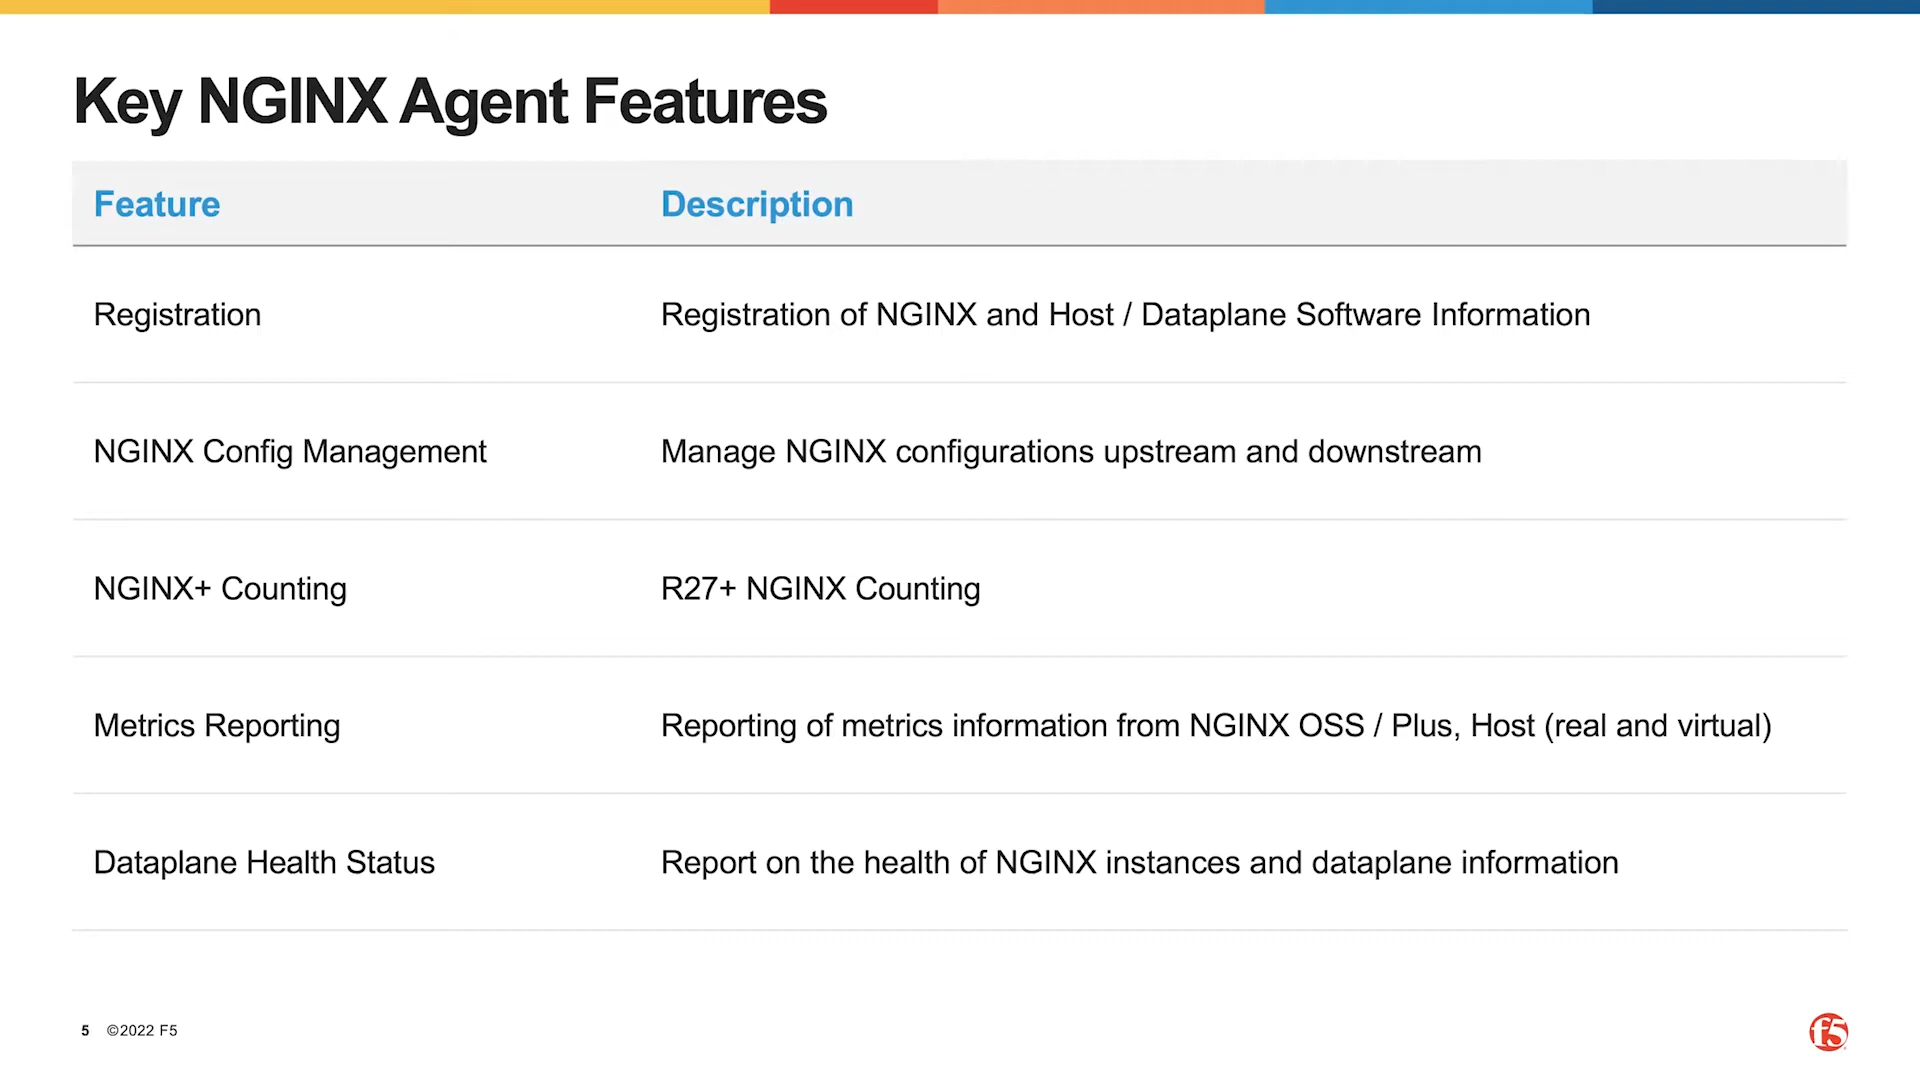 Key NGINX Agent Features
Feature Description
Registration Registration of NGINX and Host / Dataplane Software Information
NGINX Config Management Manage NGINX configurations upstream and downstream
NGINX+ Counting R27+ NGINX Counting
Metrics Reporting Reporting of metrics information from NGINX OSS / Plus, Host (real and virtual)
Dataplane Health Status Report on the health of NGINX instances and dataplane information
5 ©2022 F5
f5